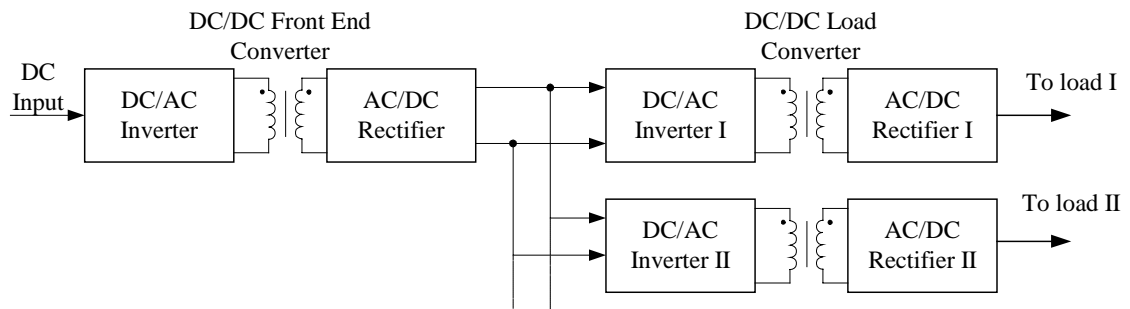 DC/DC Front End
Converter
DC/DC Load
Converter
DC
Input
DC/AC
Inverter
AC/DC
Rectifier
DC/AC
Inverter I
AC/DC
Rectifier I
To load I
DC/AC
Inverter II
AC/DC
Rectifier II
To load II